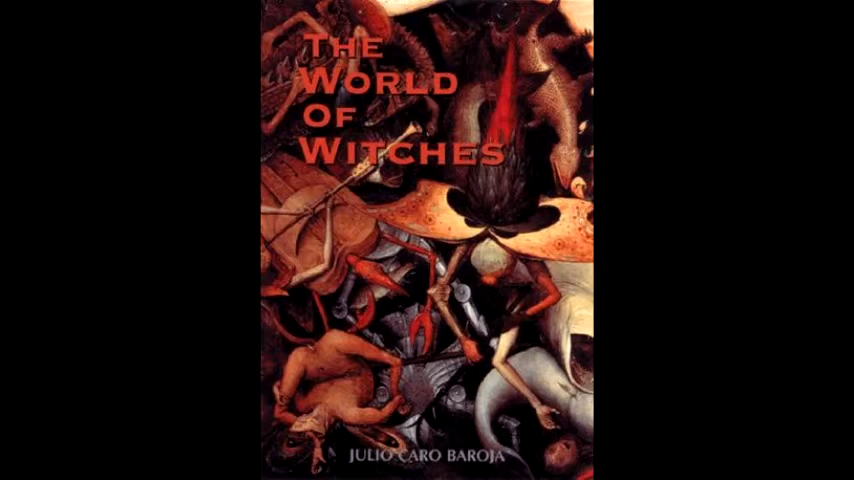 THE
WORLD
OF
WITCHES
JULIO CARO BAROJA